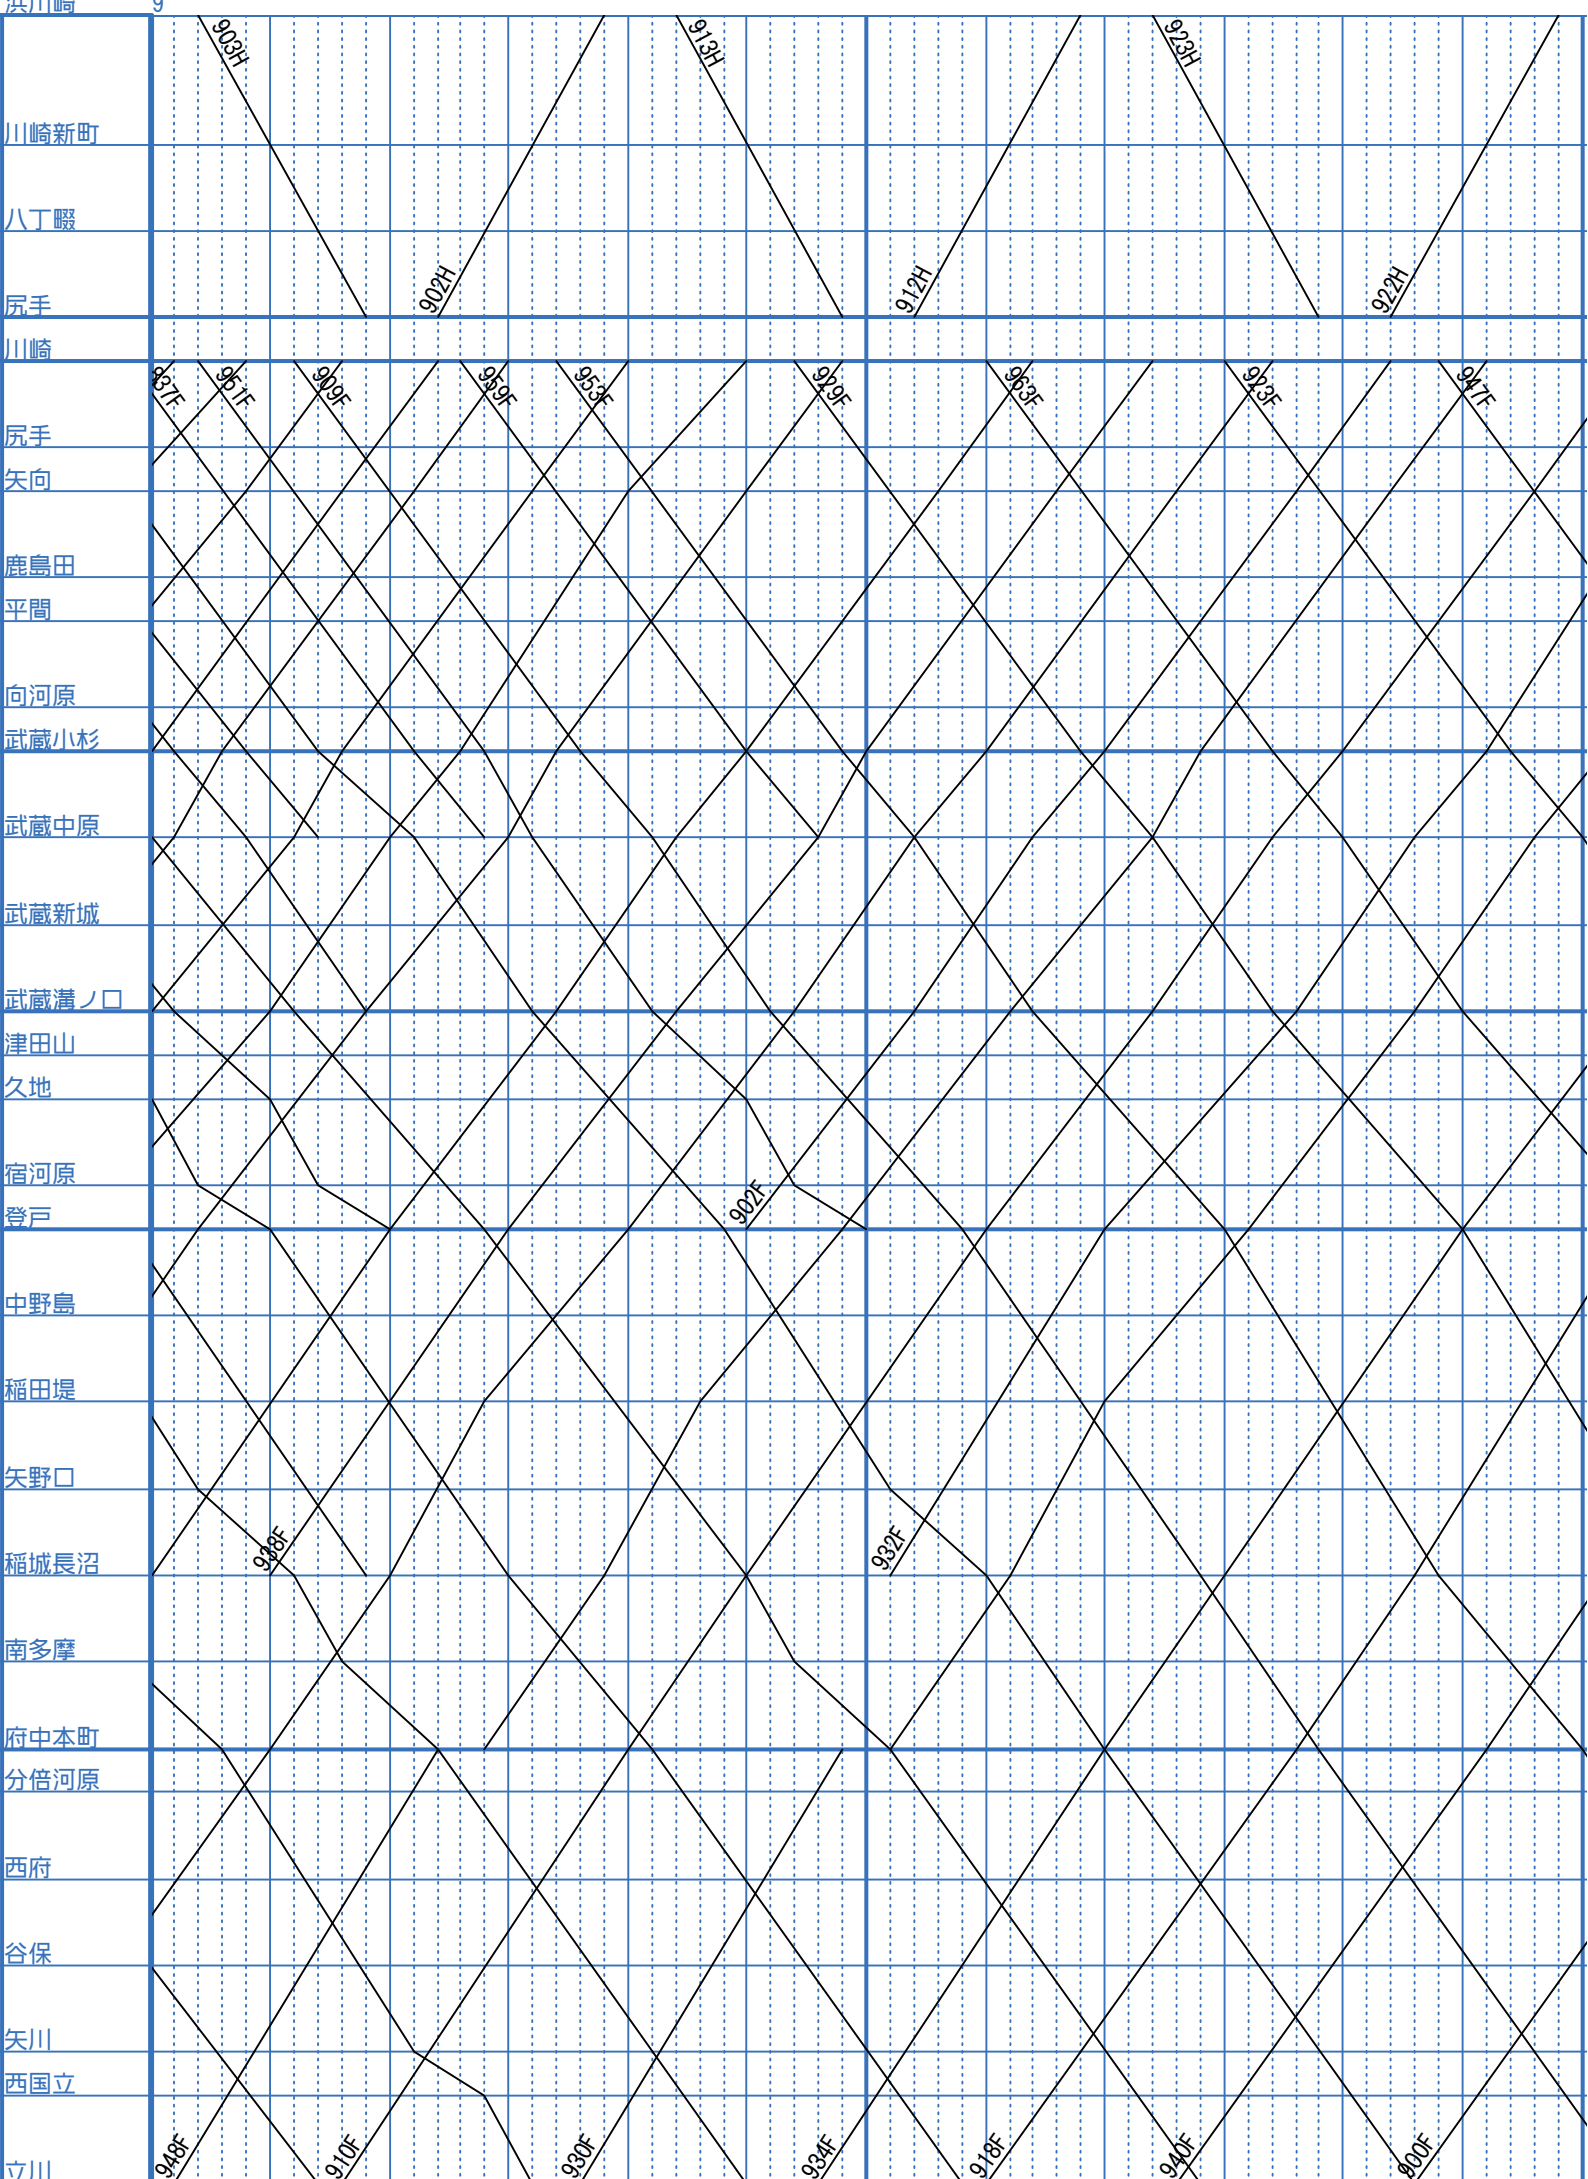 浜川崎 9
903H 913H 923H
川崎新町
八丁畷
902H 912H 922H
尻手
川崎
937F 951F 909F 959F 953F 929F 963F 923F 947F
尻手
矢向
鹿島田
平間
向河原
武蔵小杉
武蔵中原
武蔵新城
武蔵溝ノ口
津田山
久地
宿河原
902F
登戸
中野島
稲田堤
矢野口
938F 932F
稲城長沼
南多摩
府中本町
分倍河原
西府
谷保
矢川
西国立
948F 910F 930F 934F 918F 940F 900F
立川